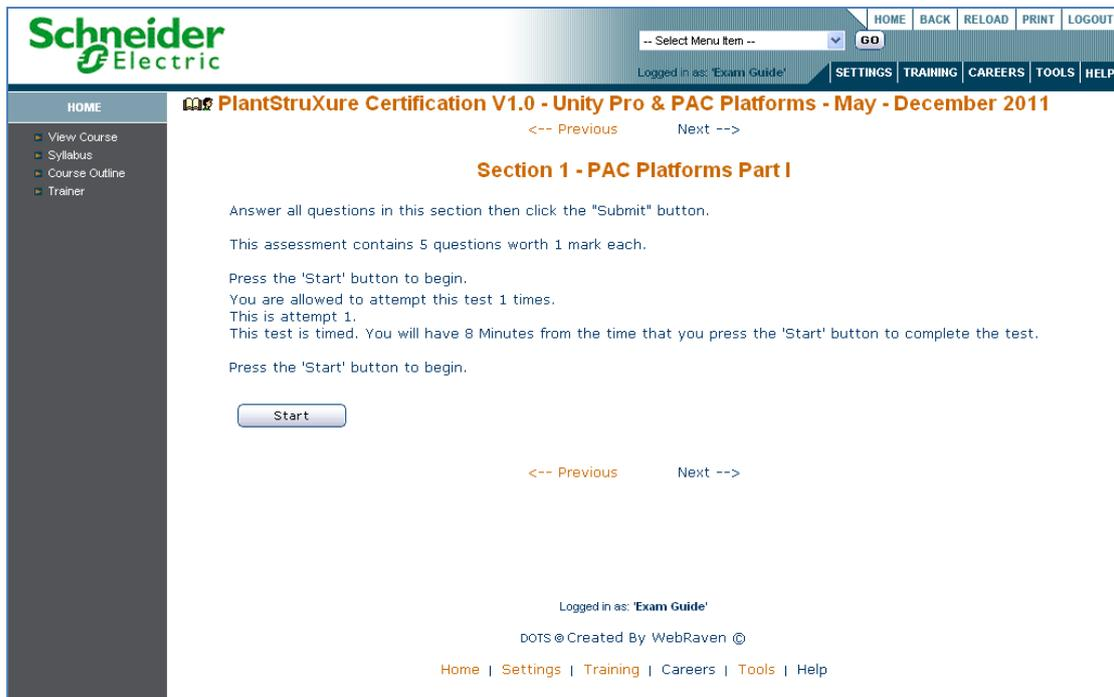 Schneider
Electric
HOME BACK RELOAD PRINT LOGOUT
-- Select Menu Item -- GO
Logged in as: 'Exam Guide'
SETTINGS TRAINING CAREERS TOOLS HELP
HOME
View Course
Syllabus
Course Outline
Trainer
PlantStruXure Certification V1.0 - Unity Pro & PAC Platforms - May - December 2011
<-- Previous Next -->
Section 1 - PAC Platforms Part I
Answer all questions in this section then click the "Submit" button.
This assessment contains 5 questions worth 1 mark each.
Press the 'Start' button to begin.
You are allowed to attempt this test 1 times.
This is attempt 1.
This test is timed. You will have 8 Minutes from the time that you press the 'Start' button to complete the test.
Press the 'Start' button to begin.
Start
<-- Previous Next -->
Logged in as: 'Exam Guide'
DOTS @ Created By WebRaven ©
Home | Settings | Training | Careers | Tools | Help